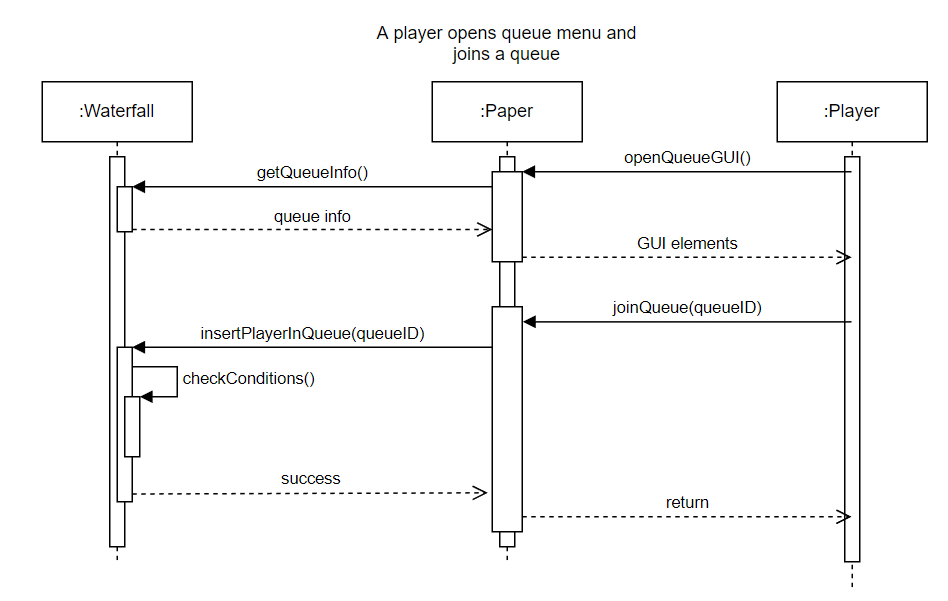 A player opens queue menu and
joins a queue
:Waterfall
:Paper
:Player
openQueueGUI()
getQueueInfo()
queue info
GUI elements
joinQueue(queueID)
insertPlayerInQueue(queueID)
checkConditions()
success
return